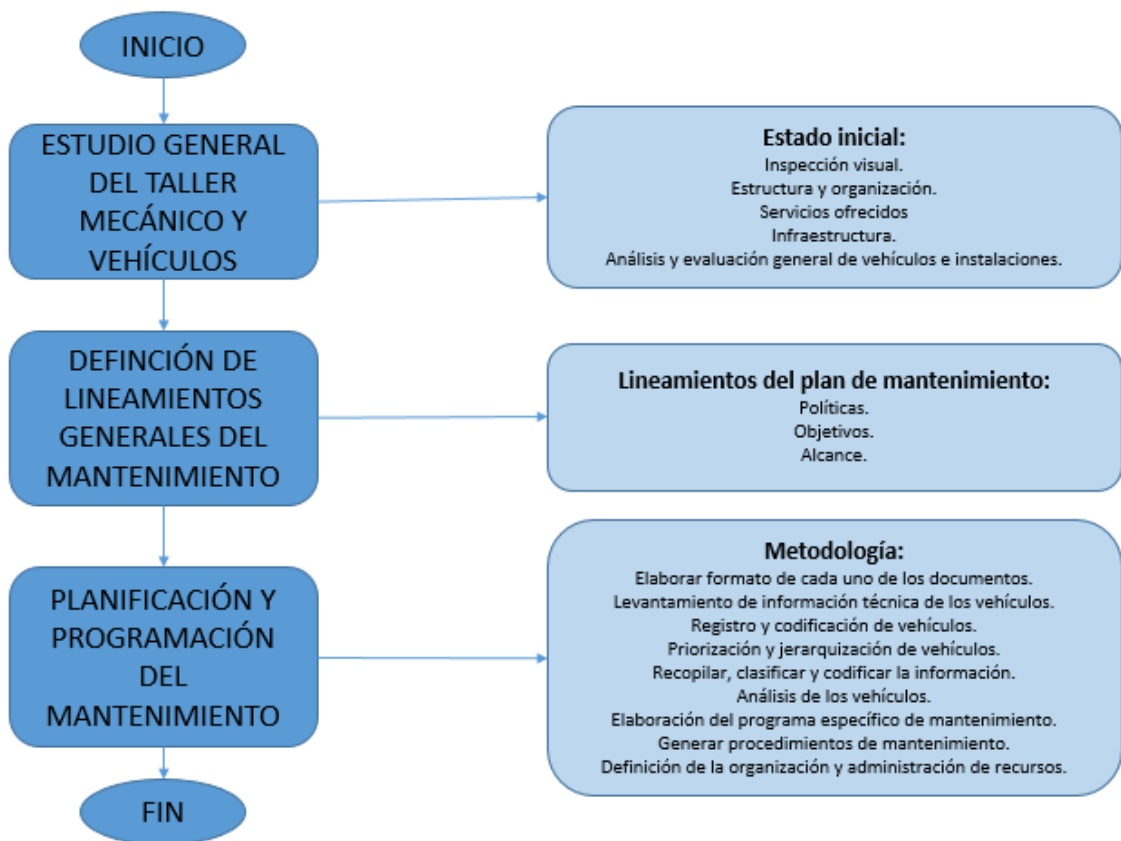 INICIO
ESTUDIO GENERAL
DEL TALLER
MECÁNICO Y
VEHÍCULOS
Estado inicial:
Inspección visual.
Estructura y organización.
Servicios ofrecidos
Infraestructura.
Análisis y evaluación general de vehículos e instalaciones.
DEFINCIÓN DE
LINEAMIENTOS
GENERALES DEL
MANTENIMIENTO
Lineamientos del plan de mantenimiento:
Políticas.
Objetivos.
Alcance.
PLANIFICACIÓN Y
PROGRAMACIÓN
DEL
MANTENIMIENTO
Metodología:
Elaborar formato de cada uno de los documentos.
Levantamiento de información técnica de los vehículos.
Registro y codificación de vehículos.
Priorización y jerarquización de vehículos.
Recopilar, clasificar y codificar la información.
Análisis de los vehículos.
Elaboración del programa específico de mantenimiento.
Generar procedimientos de mantenimiento.
Definición de la organización y administración de recursos.
FIN